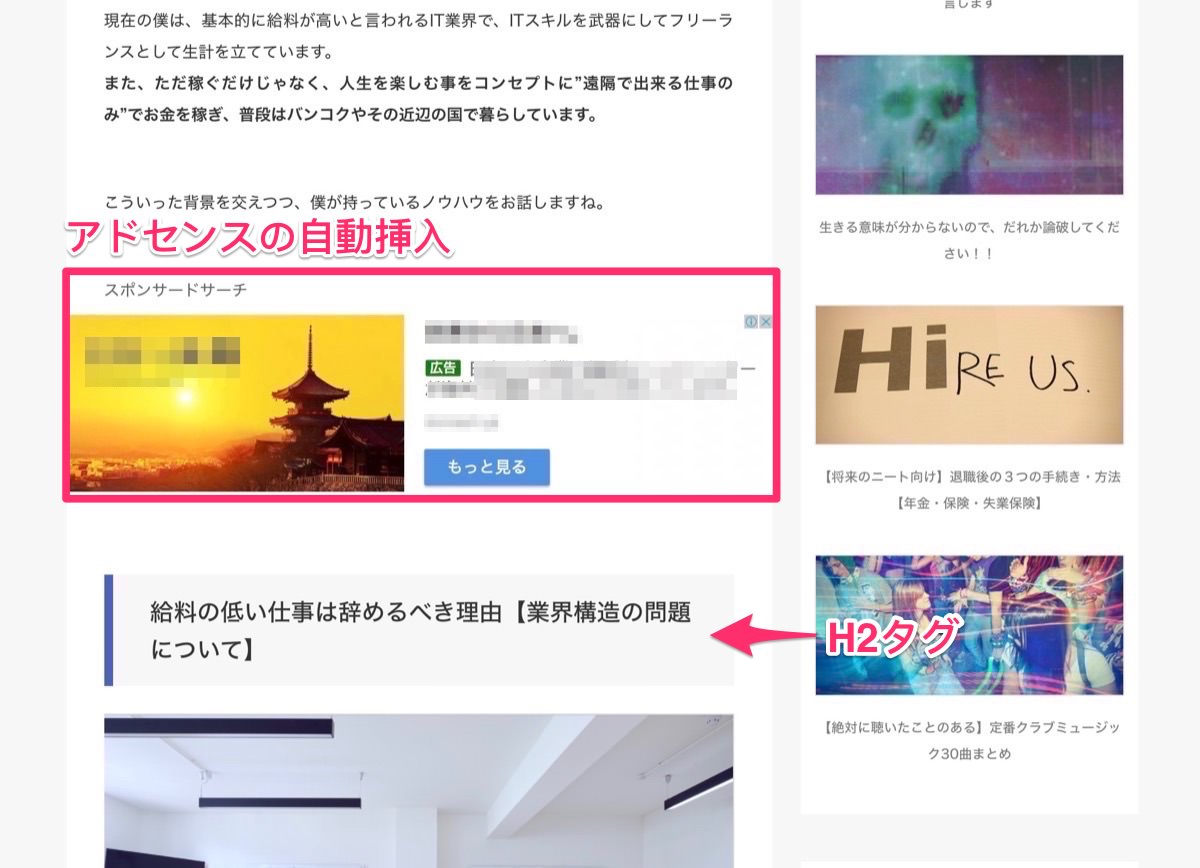 現在の僕は、基本的に給料が高いと言われるIT業界で、ITスキルを武器にしてフリーラ
ンスとして生計を立てています。
また、ただ稼ぐだけじゃなく、人生を楽しむ事をコンセプトに”遠隔で出来る仕事の
み”でお金を稼ぎ、普段はバンコクやその近辺の国で暮らしています。
こういった背景を交えつつ、僕が持っているノウハウをお話しますね。
アドセンスの自動挿入
スポンサードサーチ
広告
もっと見る
給料の低い仕事は辞めるべき理由【業界構造の問題
について】
H2タグ
言します
生きる意味が分からないので、だれか論破してくだ
さい！！
HiRE US.
【将来のニート向け】退職後の３つの手続き・方法
【年金・保険・失業保険】
【絶対に聴いたことのある】定番クラブミュージッ
ク30曲まとめ